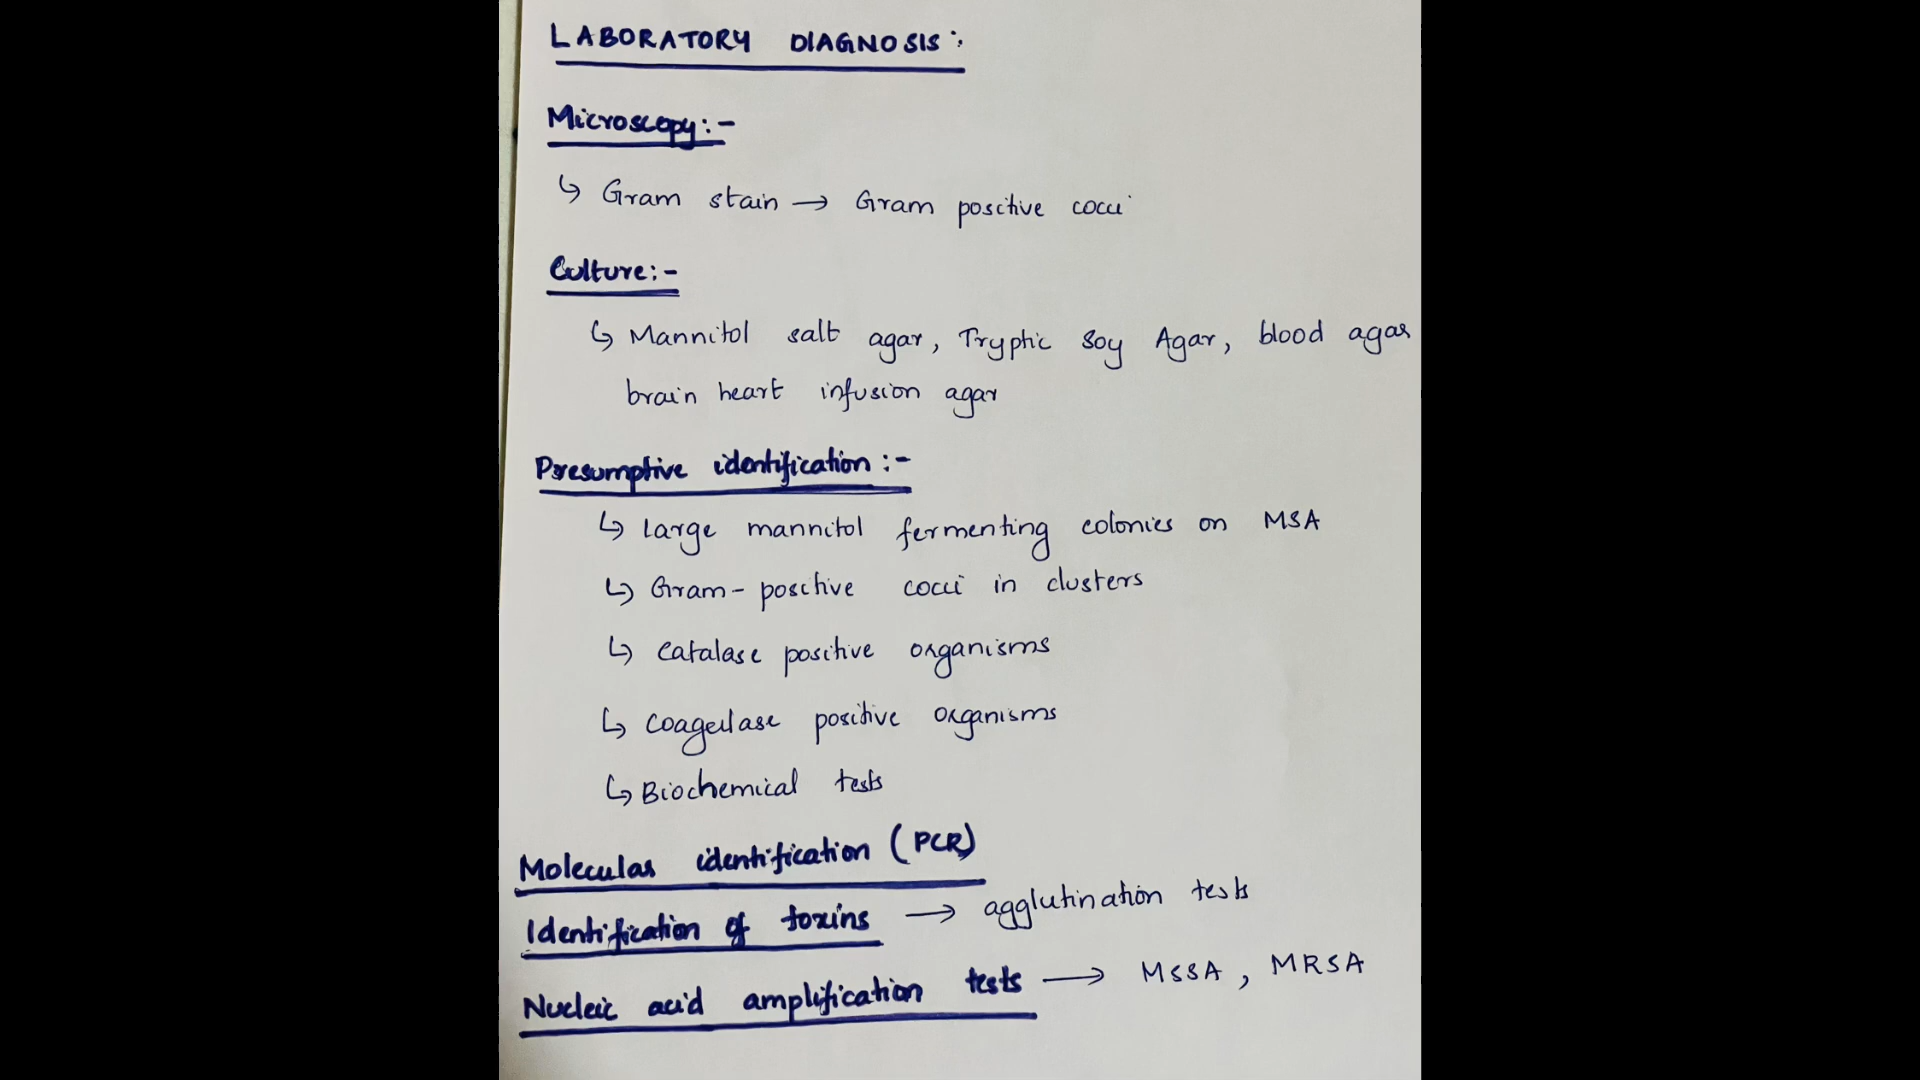 LABORATORY DIAGNOSIS:
Microscopy:-
↳ Gram stain → Gram positive cocci
Culture:-
↳ Mannitol salt agar, Tryptic Soy Agar, blood agar
brain heart infusion agar
Presumptive identification:-
↳ Large mannitol fermenting colonies on MSA
↳ Gram-positive cocci in clusters
↳ Catalase positive organisms
↳ Coagulase positive organisms
↳ Biochemical tests
Molecular identification (PCR)
Identification of toxins → agglutination tests
Nucleic acid amplification tests → MSSA, MRSA